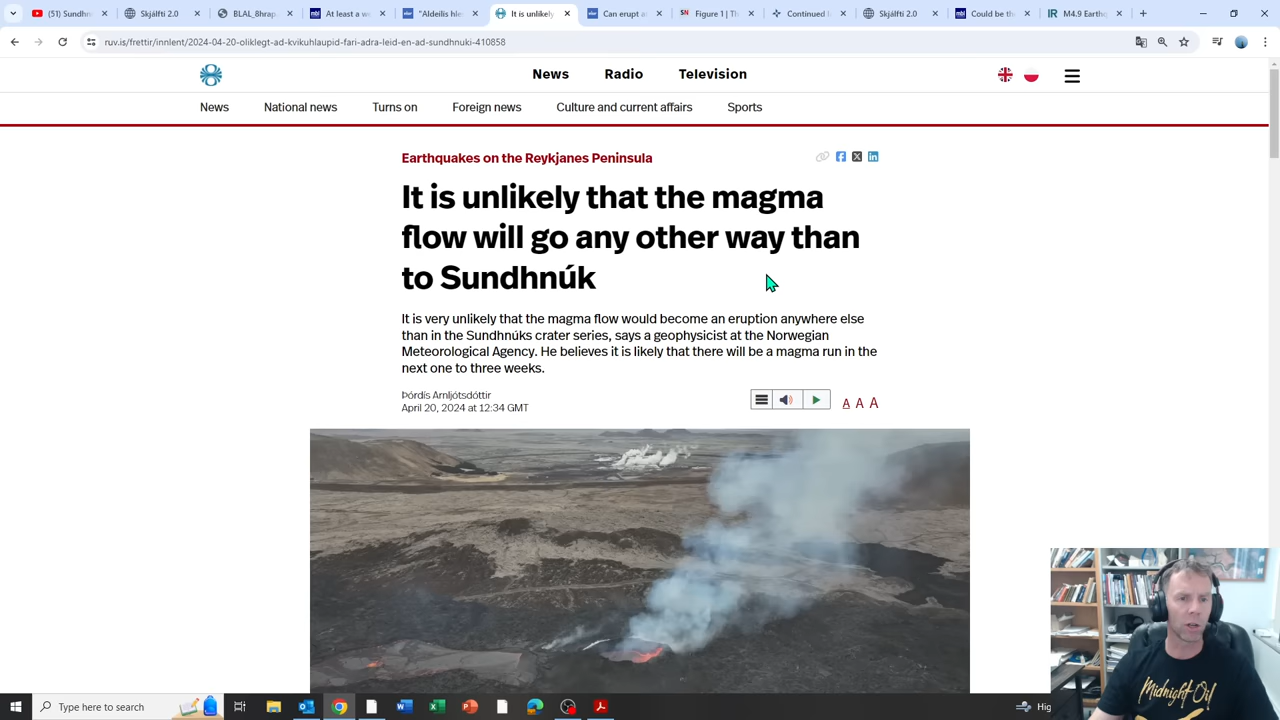 (51) Sundh
Skjálfti 2.0
BLAL_8hrap.
At least a we
"Aldeilis hle
It is unlikely
Can erupt a
Figure 1 | Th
Continued l
Skjálfti 2.0
Could be th
M4.9 Earthq
ruv.is/frettir/innlent/2024-04-20-oliklegt-ad-kvikuhlaupid-fari-adra-leid-en-ad-sundhnuki-410858
News Radio Television
News National news Turns on Foreign news Culture and current affairs Sports
Earthquakes on the Reykjanes Peninsula
It is unlikely that the magma
flow will go any other way than
to Sundhnúk
It is very unlikely that the magma flow would become an eruption anywhere else
than in the Sundhnúks crater series, says a geophysicist at the Norwegian
Meteorological Agency. He believes it is likely that there will be a magma run in the
next one to three weeks.
Þórdís Arnljótsdóttir
April 20, 2024 at 12:34 GMT
A A A
Midnight Oil
Type here to search
Hig